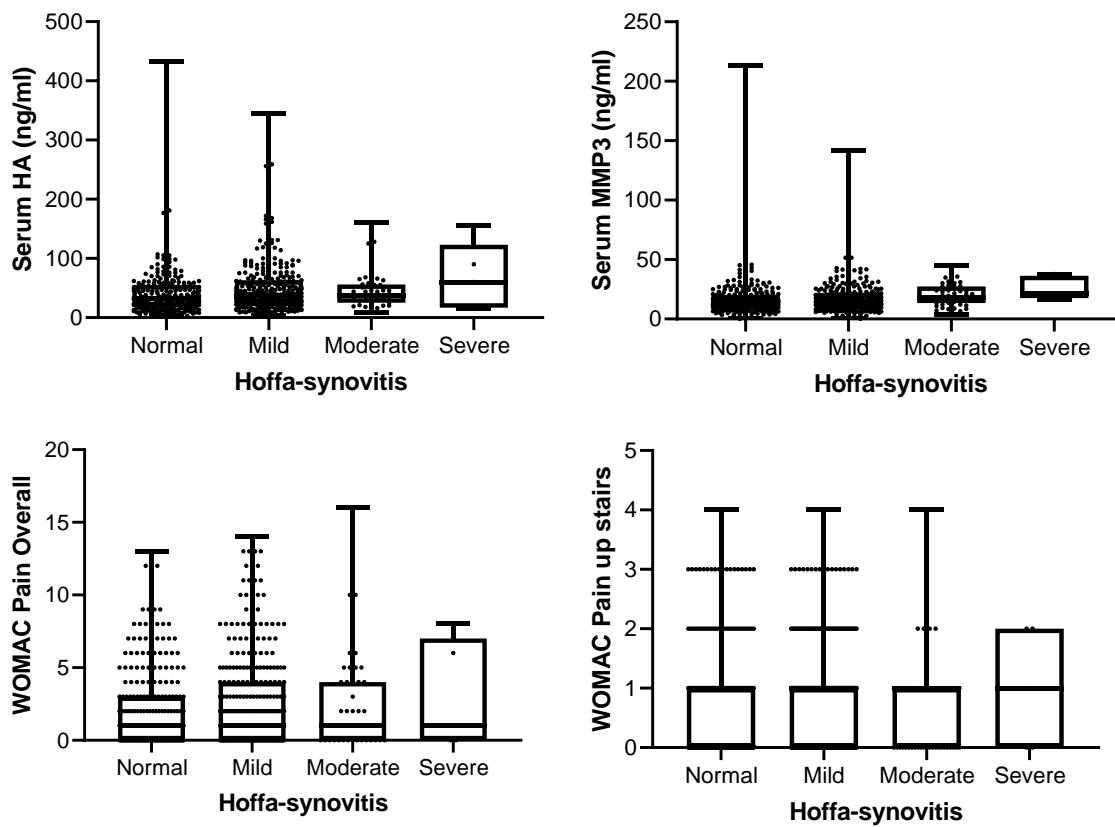 Serum HA (ng/ml)
500
400
300
200
100
0
Normal Mild Moderate Severe
Hoffa-synovitis
Serum MMP3 (ng/ml)
250
200
150
100
50
0
Normal Mild Moderate Severe
Hoffa-synovitis
WOMAC Pain Overall
20
15
10
5
0
Normal Mild Moderate Severe
Hoffa-synovitis
WOMAC Pain up stairs
5
4
3
2
1
0
Normal Mild Moderate Severe
Hoffa-synovitis